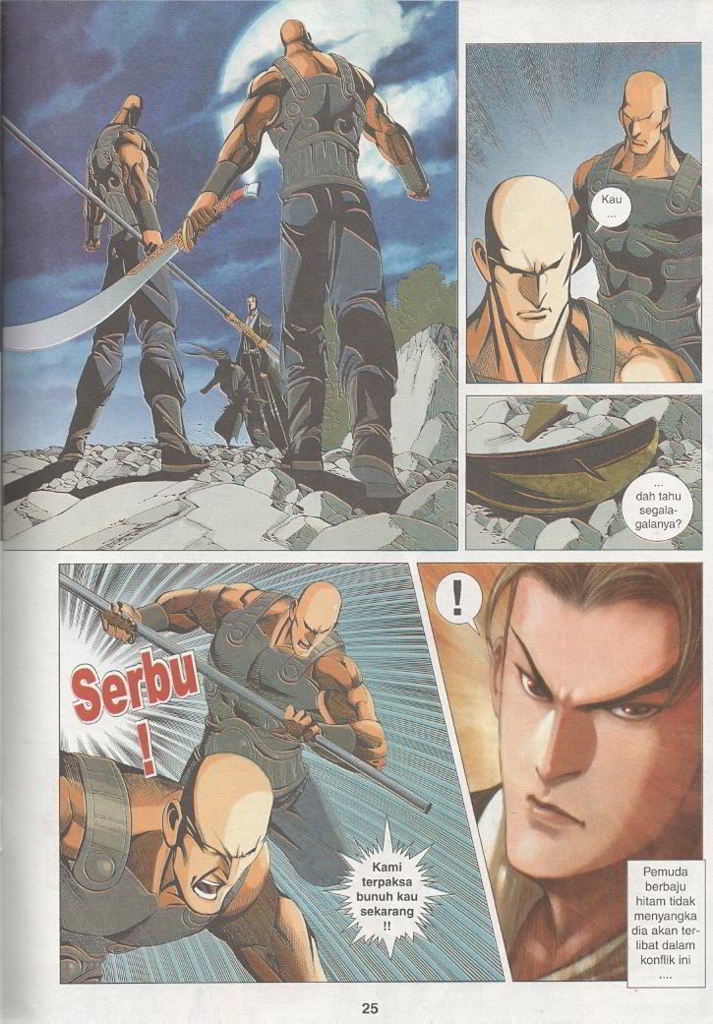 Kau
...
...
dah tahu
segala-
galanya?
Serbu
!
Kami
terpaksa
bunuh kau
sekarang
!!
!
Pemuda
berbaju
hitam tidak
menyangka
dia akan ter-
libat dalam
konflik ini
....
25